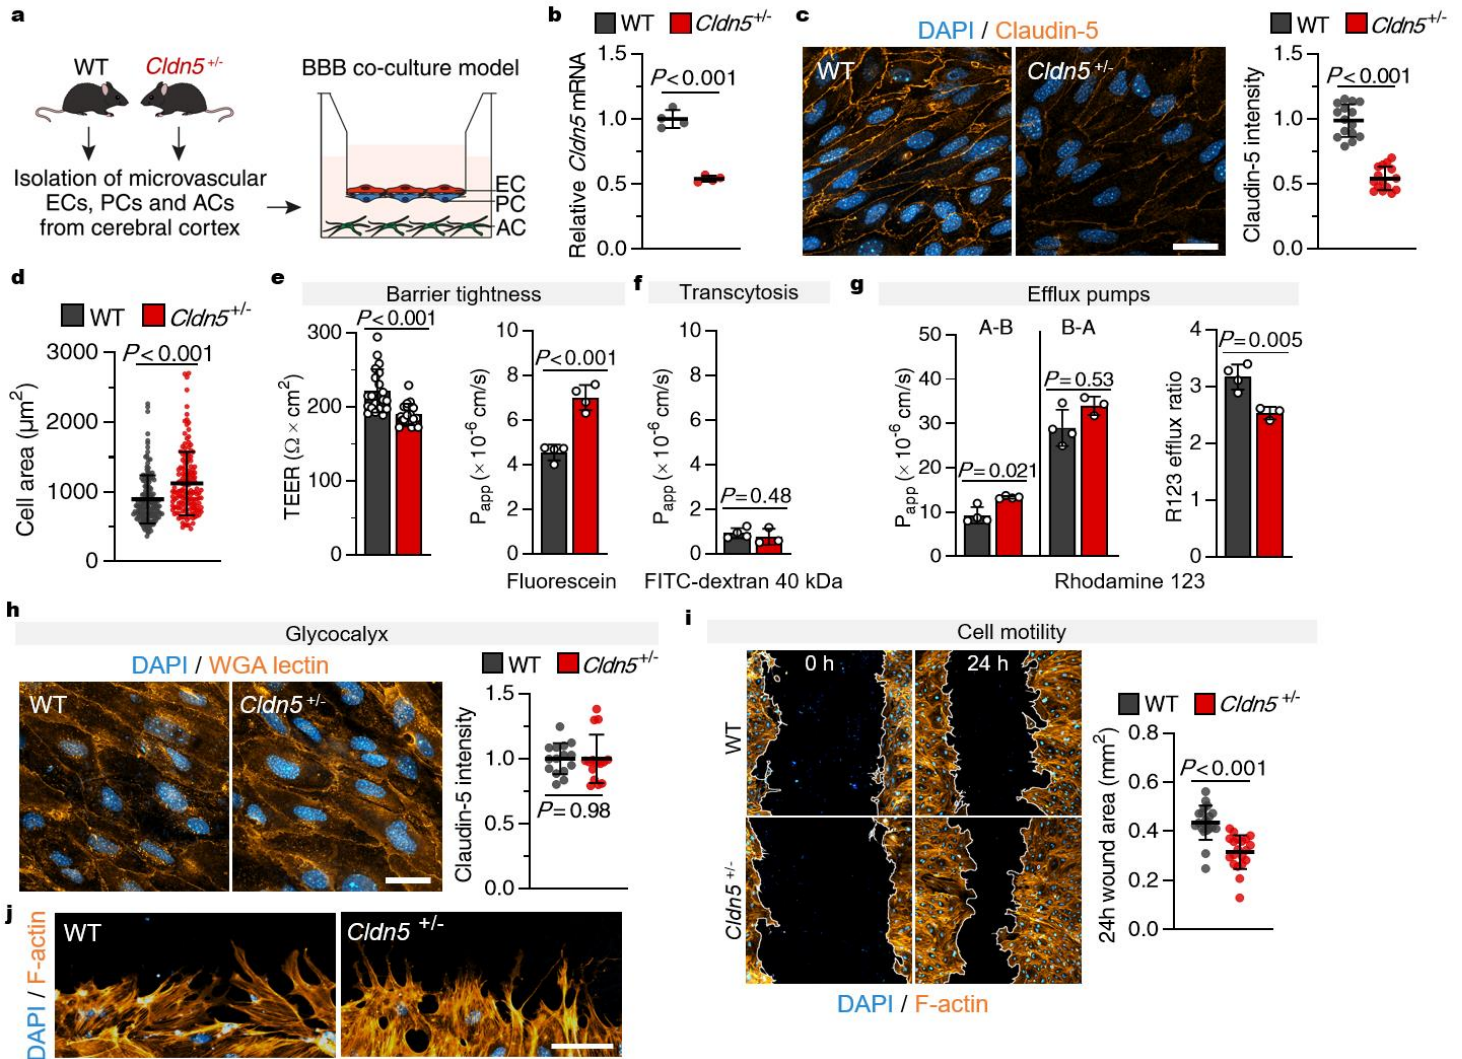 a
WT
Cldn5+/-
Isolation of microvascular
ECs, PCs and ACs
from cerebral cortex
BBB co-culture model
EC
PC
AC
b
WT
Cldn5+/-
Relative Cldn5 mRNA
1.5
1.0
0.5
0.0
P<0.001
c
DAPI / Claudin-5
WT
Cldn5+/-
WT
Cldn5+/-
Claudin-5 intensity
1.5
1.0
0.5
0.0
P<0.001
d
WT
Cldn5+/-
Cell area (µm2)
3000
2000
1000
0
P<0.001
e
Barrier tightness
TEER (Ω × cm2)
300
200
100
0
P<0.001
Papp (× 10-6 cm/s)
10
8
6
4
2
0
P<0.001
Fluorescein
f
Transcytosis
Papp (× 10-6 cm/s)
10
8
6
4
2
0
P=0.48
FITC-dextran 40 kDa
g
Efflux pumps
Papp (× 10-6 cm/s)
50
40
30
20
10
0
A-B
B-A
P=0.021
P=0.53
R123 efflux ratio
4
3
2
1
0
P=0.005
Rhodamine 123
h
Glycocalyx
DAPI / WGA lectin
WT
Cldn5+/-
WT
Cldn5+/-
Claudin-5 intensity
1.5
1.0
0.5
0.0
P=0.98
i
Cell motility
0 h
24 h
WT
Cldn5+/-
DAPI / F-actin
WT
Cldn5+/-
24h wound area (mm2)
0.8
0.6
0.4
0.2
0.0
P<0.001
j
DAPI / F-actin
WT
Cldn5 +/-